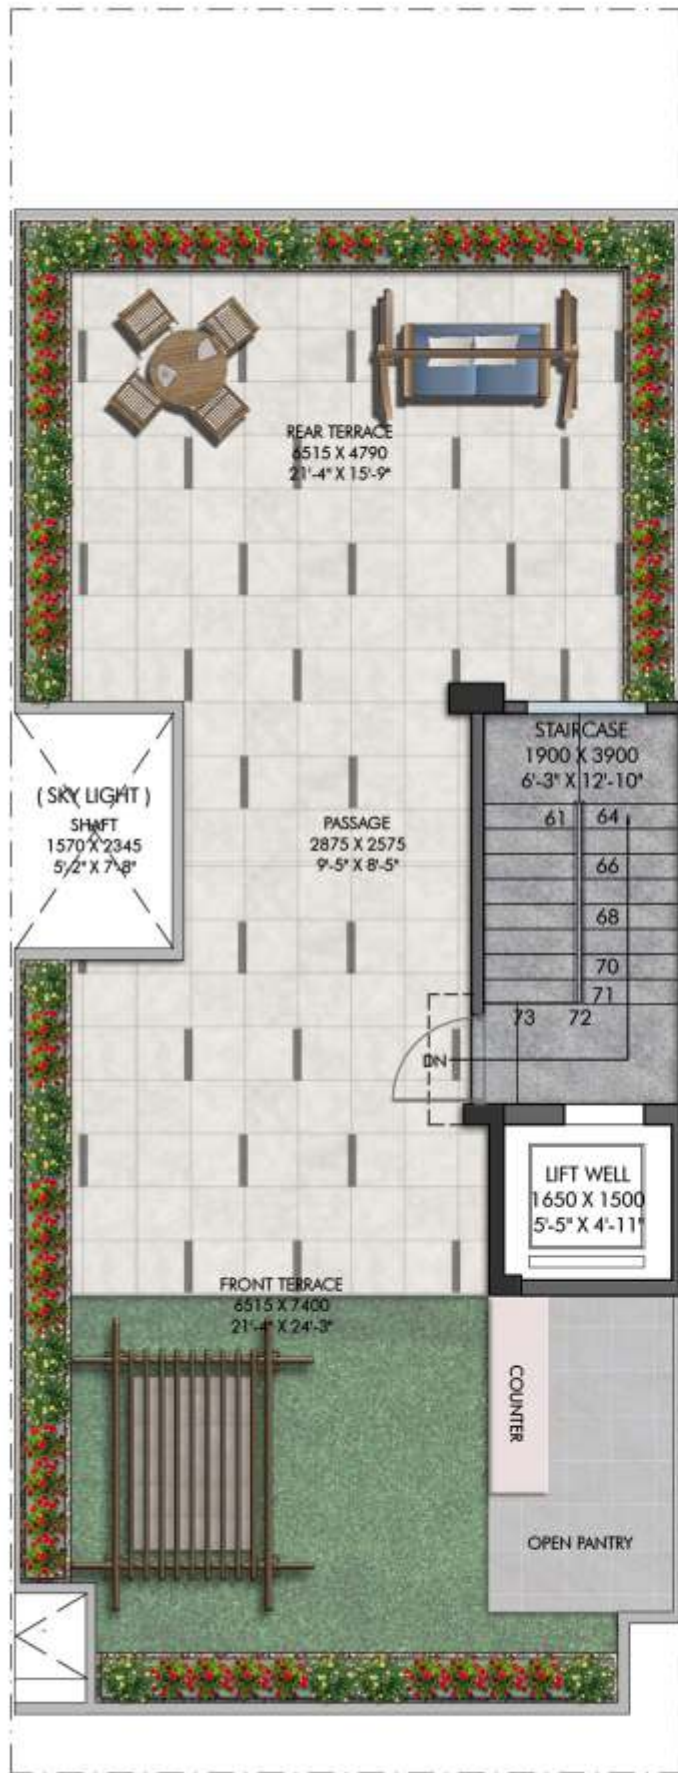 REAR TERRACE
6515 X 4790
21'-4" X 15'-9"
STAIRCASE
1900 X 3900
6'-3" X 12'-10"
( SKY LIGHT )
SHAFT
1570 X 2345
5'-2" X 7'-8"
PASSAGE
2875 X 2575
9'-5" X 8'-5"
61 64
66
68
70
71
73 72
DN
LIFT WELL
1650 X 1500
5'-5" X 4'-11"
FRONT TERRACE
6515 X 7400
21'-4" X 24'-3"
COUNTER
OPEN PANTRY